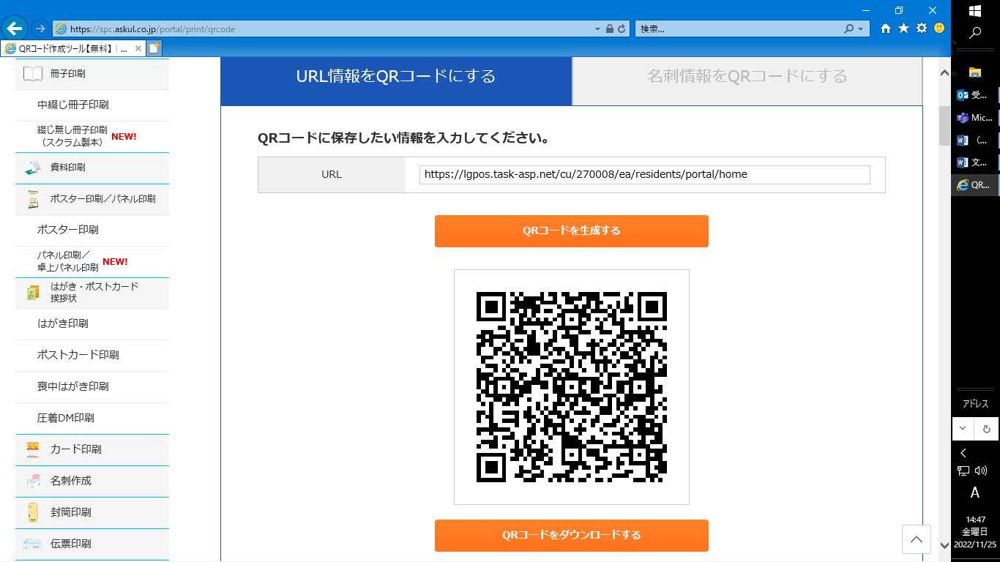 https://spc.askul.co.jp/portal/print/qrcode
検索...
QRコード作成ツール【無料】｜...
冊子印刷
中綴じ冊子印刷
綴じ無し冊子印刷
（スクラム製本）
NEW!
資料印刷
ポスター印刷／パネル印刷
ポスター印刷
パネル印刷／
卓上パネル印刷
NEW!
はがき・ポストカード
挨拶状
はがき印刷
ポストカード印刷
喪中はがき印刷
圧着DM印刷
カード印刷
名刺作成
封筒印刷
伝票印刷
URL情報をQRコードにする
名刺情報をQRコードにする
QRコードに保存したい情報を入力してください。
URL
https://lgpos.task-asp.net/cu/270008/ea/residents/portal/home
QRコードを生成する
QRコードをダウンロードする
受...
Mic...
（...
文...
QR...
アドレス
A
14:47
金曜日
2022/11/25